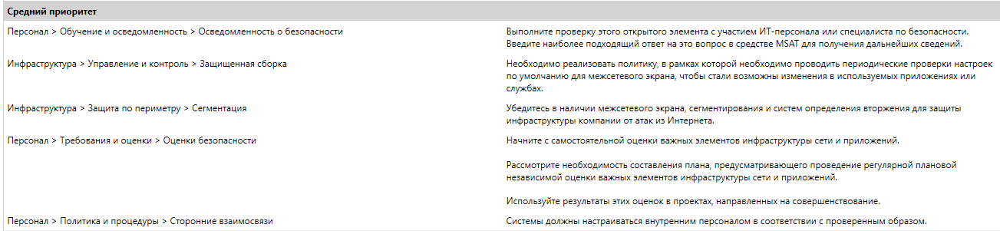 Средний приоритет
Персонал > Обучение и осведомленность > Осведомленность о безопасности
Выполните проверку этого открытого элемента с участием ИТ-персонала или специалиста по безопасности.
Введите наиболее подходящий ответ на это вопрос в средстве MSAT для получения дальнейших сведений.
Инфраструктура > Управление и контроль > Защищенная сборка
Необходимо реализовать политику, в рамках которой необходимо проводить периодические проверки настроек
по умолчанию для межсетевого экрана, чтобы стали возможны изменения в используемых приложениях или
службах.
Инфраструктура > Защита по периметру > Сегментация
Убедитесь в наличии межсетевого экрана, сегментирования и систем определения вторжения для защиты
инфраструктуры компании от атак из Интернета.
Персонал > Требования и оценки > Оценки безопасности
Начните с самостоятельной оценки важных элементов инфраструктуры сети и приложений.
Рассмотрите необходимость составления плана, предусматривающего проведение регулярной плановой
независимой оценки важных элементов инфраструктуры сети и приложений.
Используйте результаты этих оценок в проектах, направленных на совершенствование.
Персонал > Политика и процедуры > Сторонние взаимосвязи
Системы должны настраиваться внутренним персоналом в соответствии с проверенным образом.